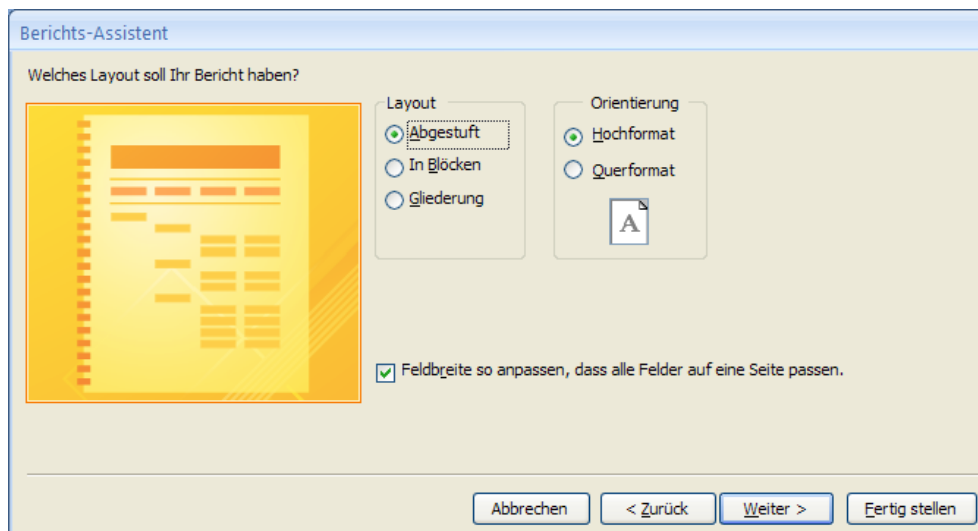 Berichts-Assistent
Welches Layout soll Ihr Bericht haben?
Layout
Abgestuft
In Blöcken
Gliederung
Orientierung
Hochformat
Querformat
A
Feldbreite so anpassen, dass alle Felder auf eine Seite passen.
Abbrechen < Zurück Weiter > Fertig stellen